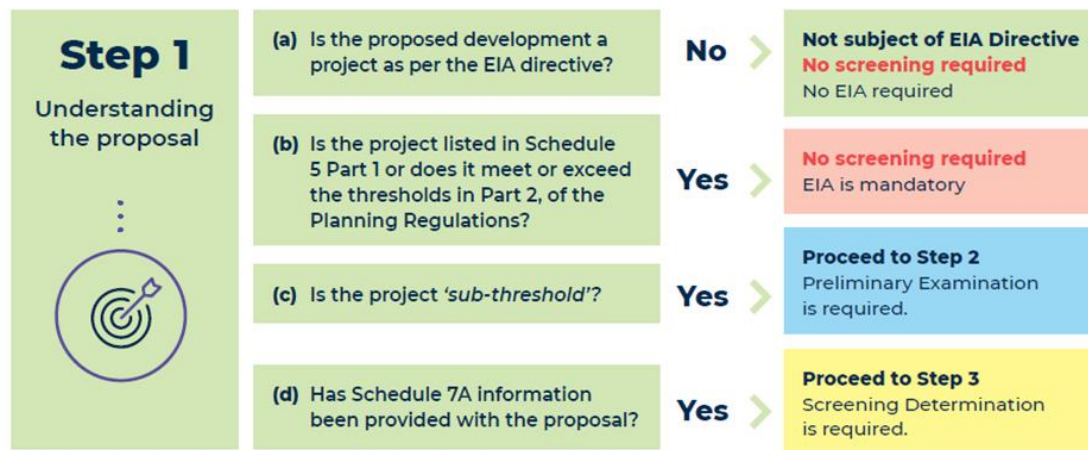 Step 1
Understanding
the proposal
(a) Is the proposed development a
project as per the EIA directive?
No
Not subject of EIA Directive
No screening required
No EIA required
(b) Is the project listed in Schedule
5 Part 1 or does it meet or exceed
the thresholds in Part 2, of the
Planning Regulations?
Yes
No screening required
EIA is mandatory
(c) Is the project ‘sub-threshold’?
Yes
Proceed to Step 2
Preliminary Examination
is required.
(d) Has Schedule 7A information
been provided with the proposal?
Yes
Proceed to Step 3
Screening Determination
is required.